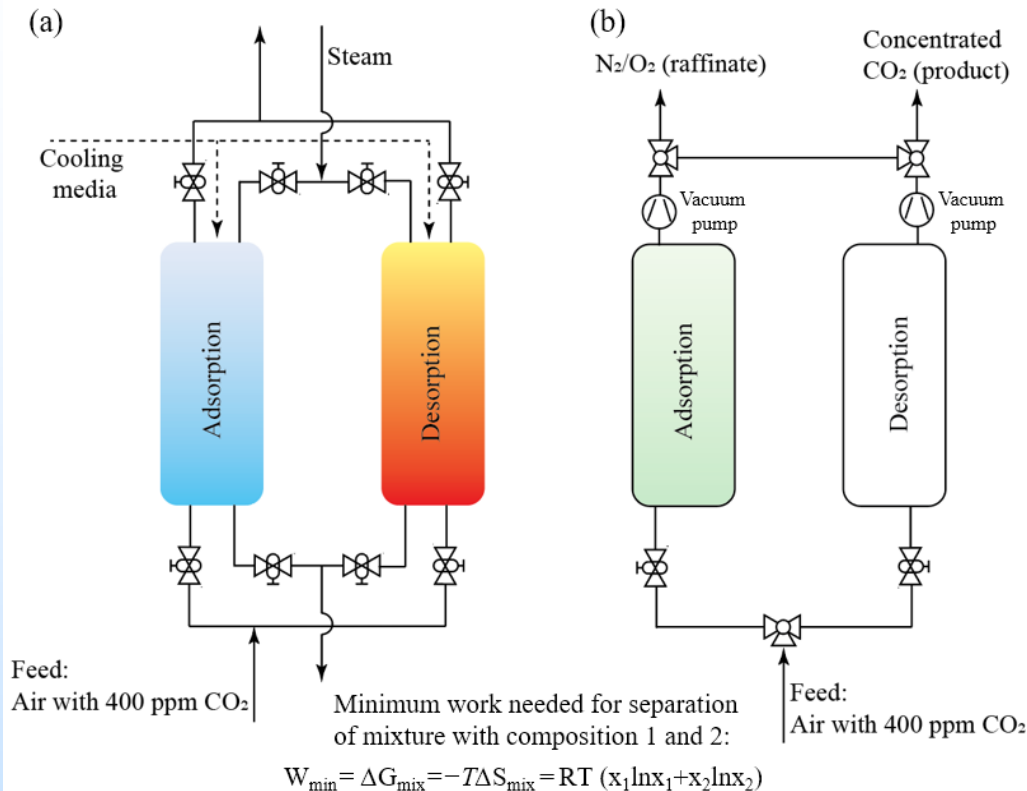 (a)
Steam
Cooling
media
Adsorption
Desorption
Feed:
Air with 400 ppm CO₂
(b)
N₂/O₂ (raffinate)
Concentrated
CO₂ (product)
Vacuum
pump
Vacuum
pump
Adsorption
Desorption
Feed:
Air with 400 ppm CO₂
Minimum work needed for separation
of mixture with composition 1 and 2:
W_min = ΔG_mix = −TΔS_mix = RT (x₁lnx₁+x₂lnx₂)